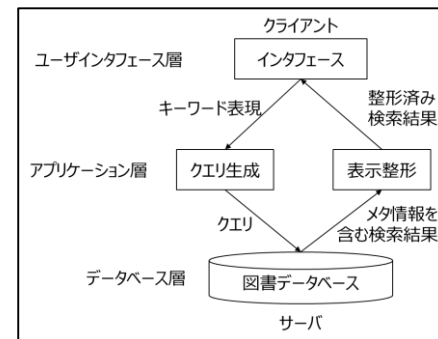 クライアント
ユーザインタフェース層
インタフェース
キーワード表現
整形済み
検索結果
アプリケーション層
クエリ生成
表示整形
クエリ
メタ情報を
含む検索結果
データベース層
図書データベース
サーバ